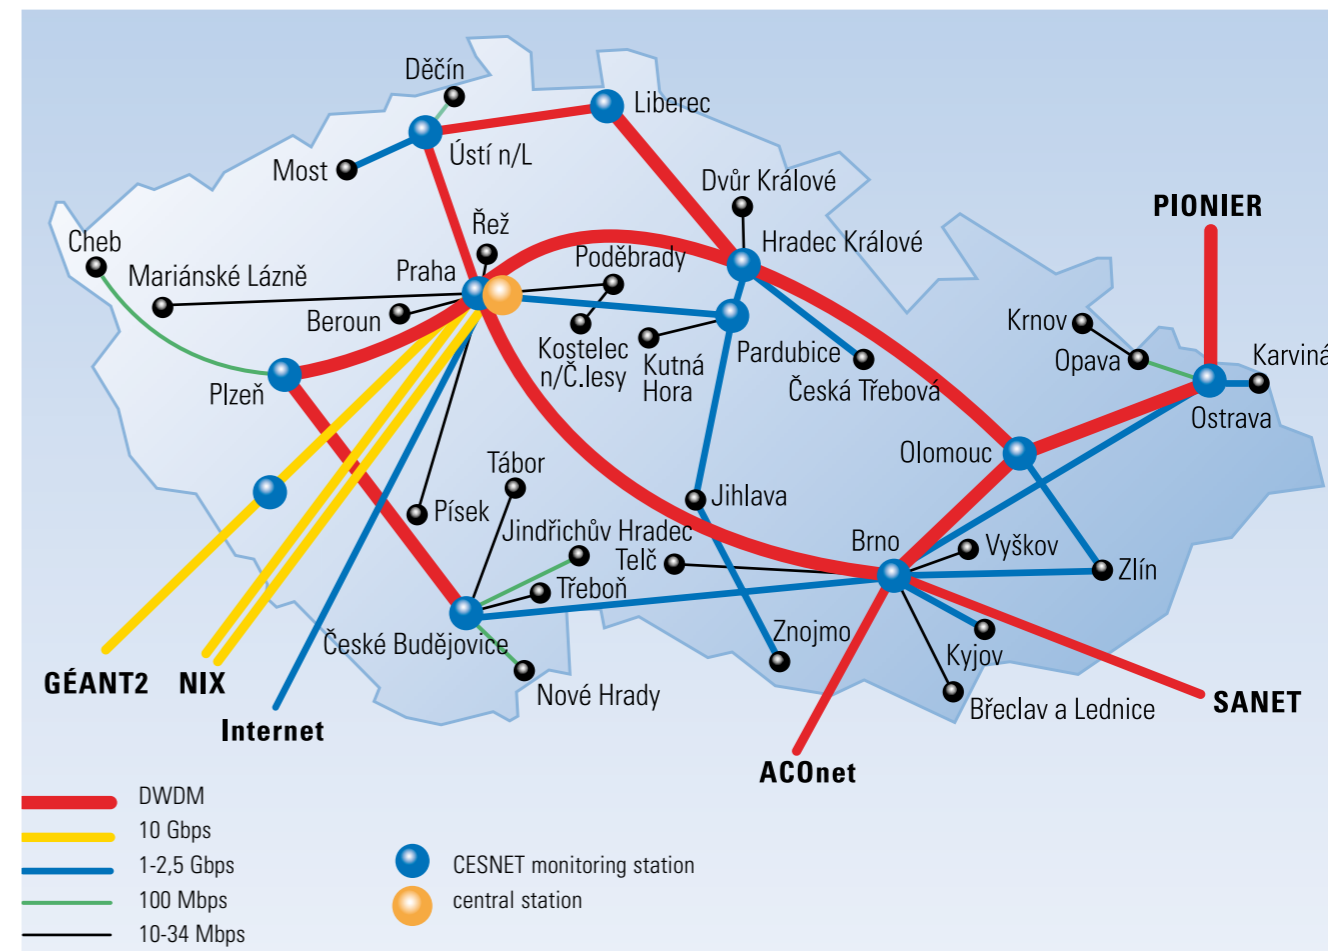 Děčín
Liberec
Ústí n/L
Most
Dvůr Králové
PIONIER
Řež
Cheb
Hradec Králové
Poděbrady
Praha
Mariánské Lázně
Beroun
Krnov
Kostelec
n/Č.lesy
Kutná
Hora
Pardubice
Opava
Karviná
Česká Třebová
Plzeň
Ostrava
Olomouc
Tábor
Písek
Jihlava
Jindřichův Hradec
Brno
Vyškov
Telč
Zlín
Třeboň
České Budějovice
Znojmo
Kyjov
GÉANT2
NIX
Nové Hrady
Břeclav a Lednice
SANET
Internet
ACOnet
DWDM
10 Gbps
1-2,5 Gbps
CESNET monitoring station
100 Mbps
central station
10-34 Mbps